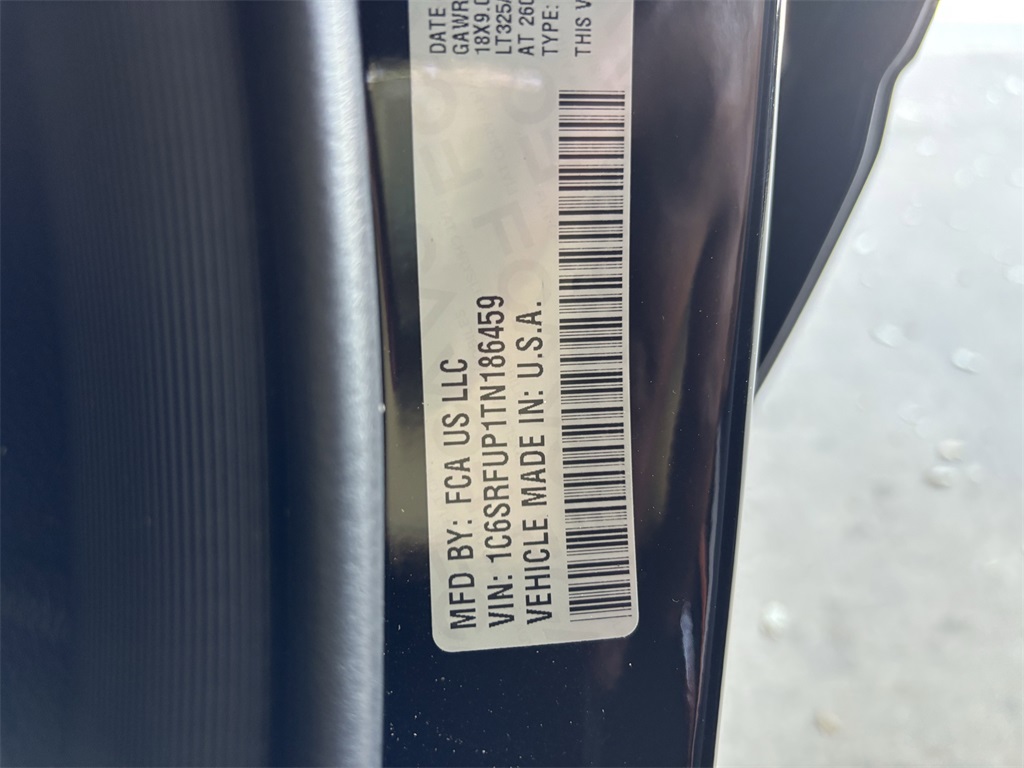 MFD BY: FCA US LLC
VIN: 1C6SRFUP1TN186459
VEHICLE MADE IN: U.S.A.
DATE
GAWR
18X9.0
LT325/
AT 260
TYPE:
THIS V